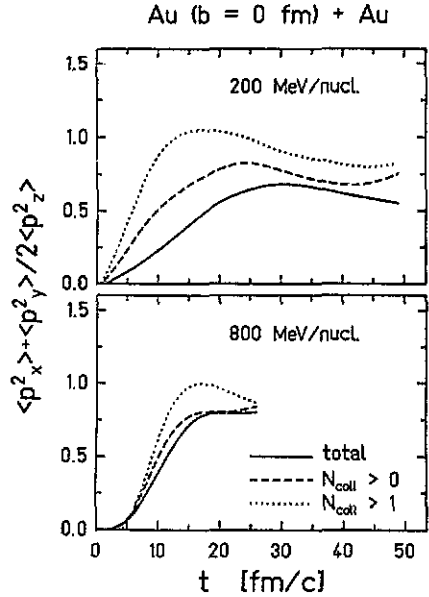 Au (b = 0 fm) + Au
<p²ₓ>+<p²ᵧ>/2<p²_z>
1.5
200 MeV/nucl.
1.0
0.5
0.0
1.5
800 MeV/nucl.
1.0
0.5
0.0
total
N_coll > 0
N_coll > 1
0 10 20 30 40 50
t [fm/c]